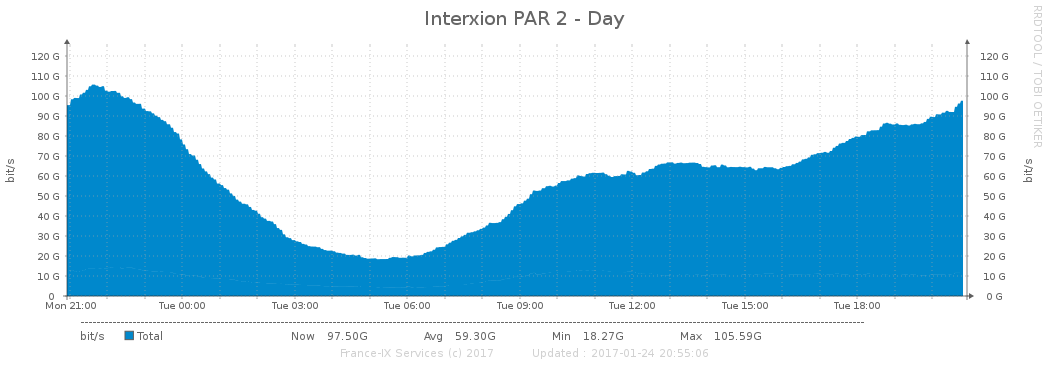 Interxion PAR 2 - Day
RRDTOOL / TOBI OETIKER
120 G 120 G
110 G 110 G
100 G 100 G
90 G 90 G
80 G 80 G
70 G 70 G
60 G 60 G
50 G 50 G
40 G 40 G
30 G 30 G
20 G 20 G
10 G 10 G
0 0 G
bit/s bit/s
Mon 21:00 Tue 00:00 Tue 03:00 Tue 06:00 Tue 09:00 Tue 12:00 Tue 15:00 Tue 18:00
bit/s Total Now 97.50G Avg 59.30G Min 18.27G Max 105.59G
France-IX Services (c) 2017 Updated : 2017-01-24 20:55:06